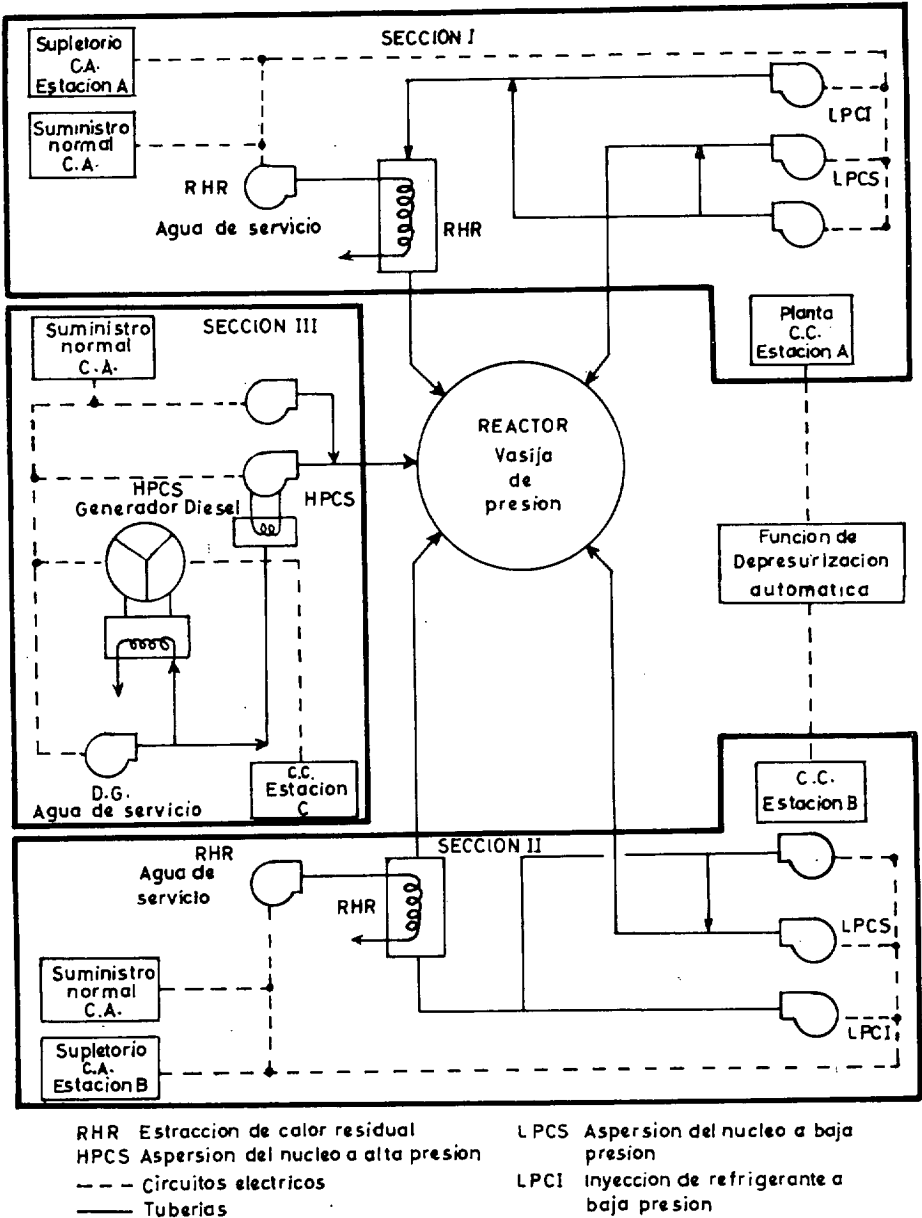 SECCION I
Supletorio
C.A.
Estacion A
Suministro
normal
C.A.
RHR
Agua de servicio
RHR
LPCI
LPCS
Planta
C.C.
Estacion A
SECCION III
Suministro
normal
C.A.
HPCS
HPCS
Generador Diesel
D.G.
Agua de servicio
C.C.
Estacion
C
REACTOR
Vasija
de
presion
Funcion de
Depresurizacion
automatica
C.C.
Estacion B
SECCION II
RHR
Agua de
servicio
RHR
LPCS
LPCI
Suministro
normal
C.A.
Supletorio
C.A.
Estacion B
RHR Estraccion de calor residual
HPCS Aspersion del nucleo a alta presion
--- Circuitos electricos
—— Tuberias
LPCS Aspersion del nucleo a baja
presion
LPCI Inyeccion de refrigerante a
baja presion